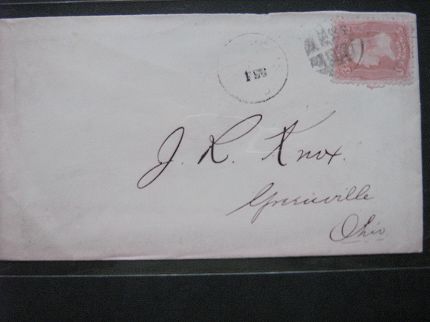 J. R. Knox.
Greenville
Ohio